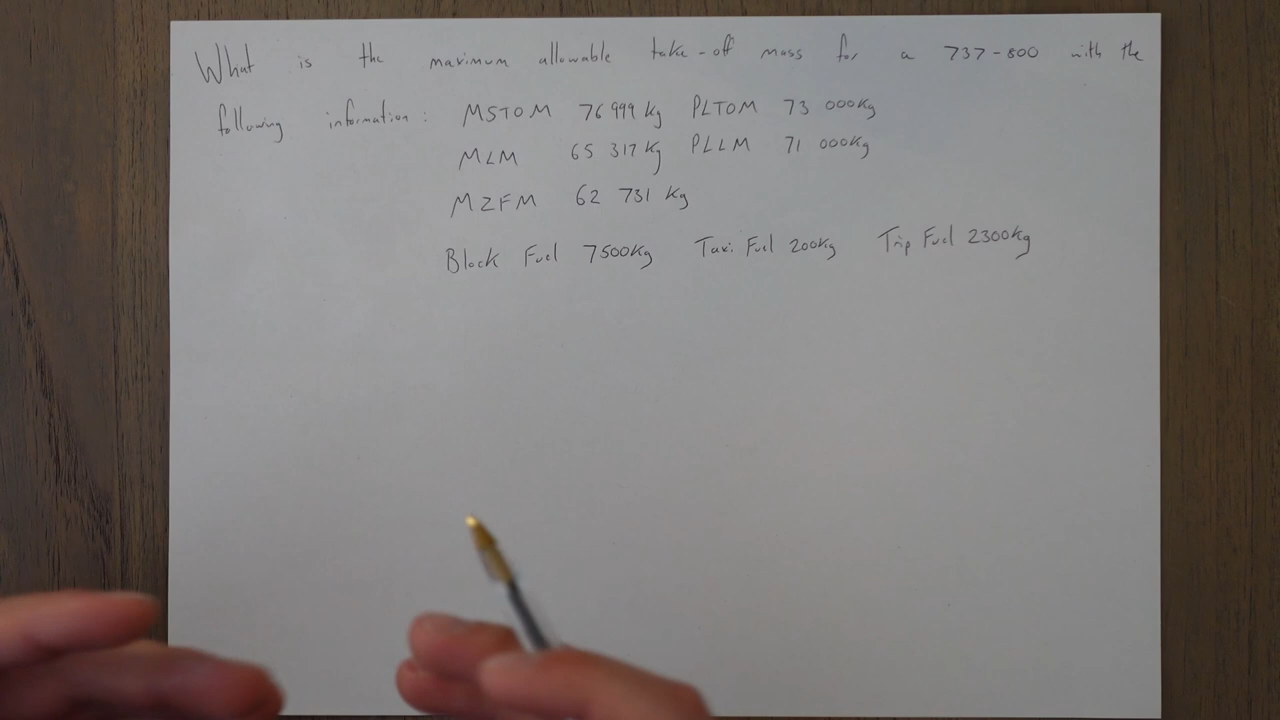 What is the maximum allowable take-off mass for a 737-800 with the
following information: MSTOM 76 999 kg PLTOM 73 000Kg
MLM 65 317 Kg PLLM 71 000Kg
MZFM 62 731 Kg
Block Fuel 7500Kg Taxi Fuel 200Kg Trip Fuel 2300Kg